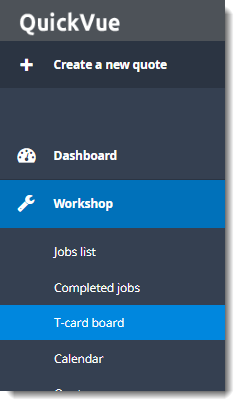 QuickVue
Create a new quote
Dashboard
Workshop
Jobs list
Completed jobs
T-card board
Calendar